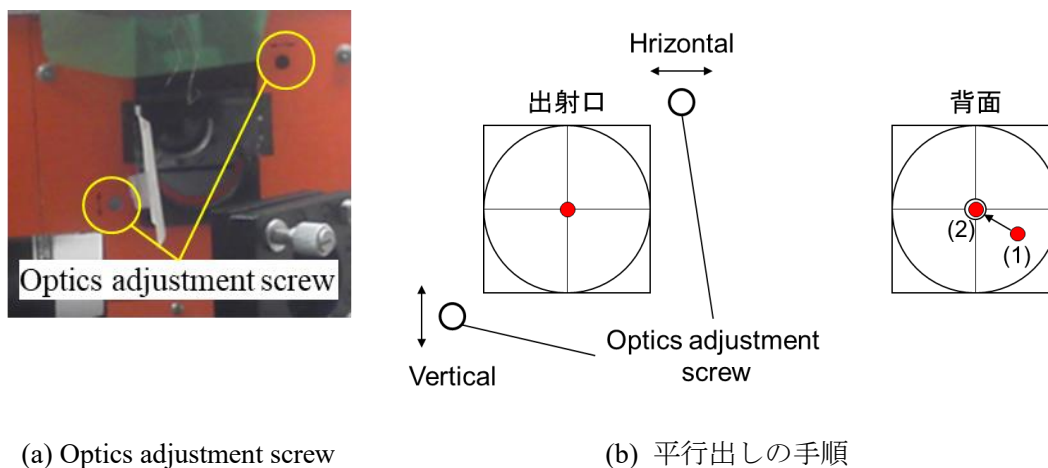 Optics adjustment screw
Hrizontal
出射口
背面
(2)
(1)
Optics adjustment
screw
Vertical
(a) Optics adjustment screw
(b) 平行出しの手順